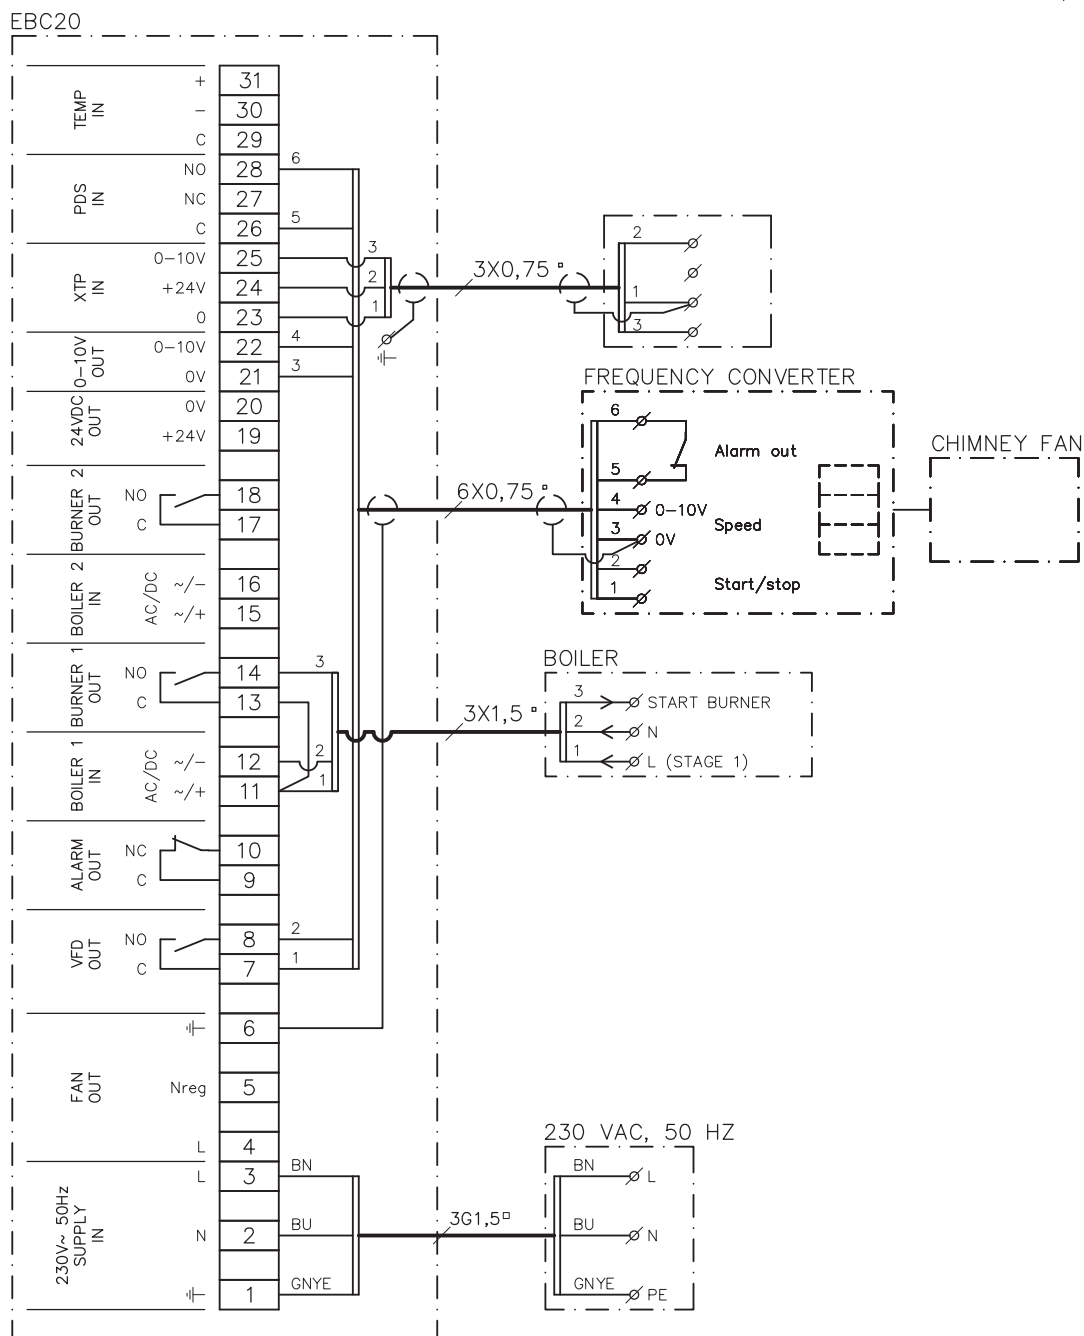 EBC20
TEMP IN
+ 31
− 30
C 29
PDS IN
NO 28 6
NC 27
C 26 5
XTP IN
0-10V 25 3
+24V 24 2
0 23 1
0-10V OUT
0-10V 22 4
0V 21 3
24VDC OUT
0V 20
+24V 19
BURNER 2 OUT
NO 18
C 17
BOILER 2 IN
AC/DC
~/− 16
~/+ 15
BURNER 1 OUT
NO 14 3
C 13
BOILER 1 IN
AC/DC
~/− 12 2
~/+ 11 1
ALARM OUT
NC 10
C 9
VFD OUT
NO 8 2
C 7 1
FAN OUT
6
Nreg 5
L 4
230V~ 50Hz SUPPLY IN
L 3 BN
N 2 BU
1 GNYE
3X0,75 ▫
2
1
3
FREQUENCY CONVERTER
6X0,75 ▫
6
Alarm out
5
4 0-10V
Speed
3 0V
2
Start/stop
1
CHIMNEY FAN
BOILER
3X1,5 ▫
3 START BURNER
2 N
1 L (STAGE 1)
230 VAC, 50 HZ
3G1,5▫
BN L
BU N
GNYE PE